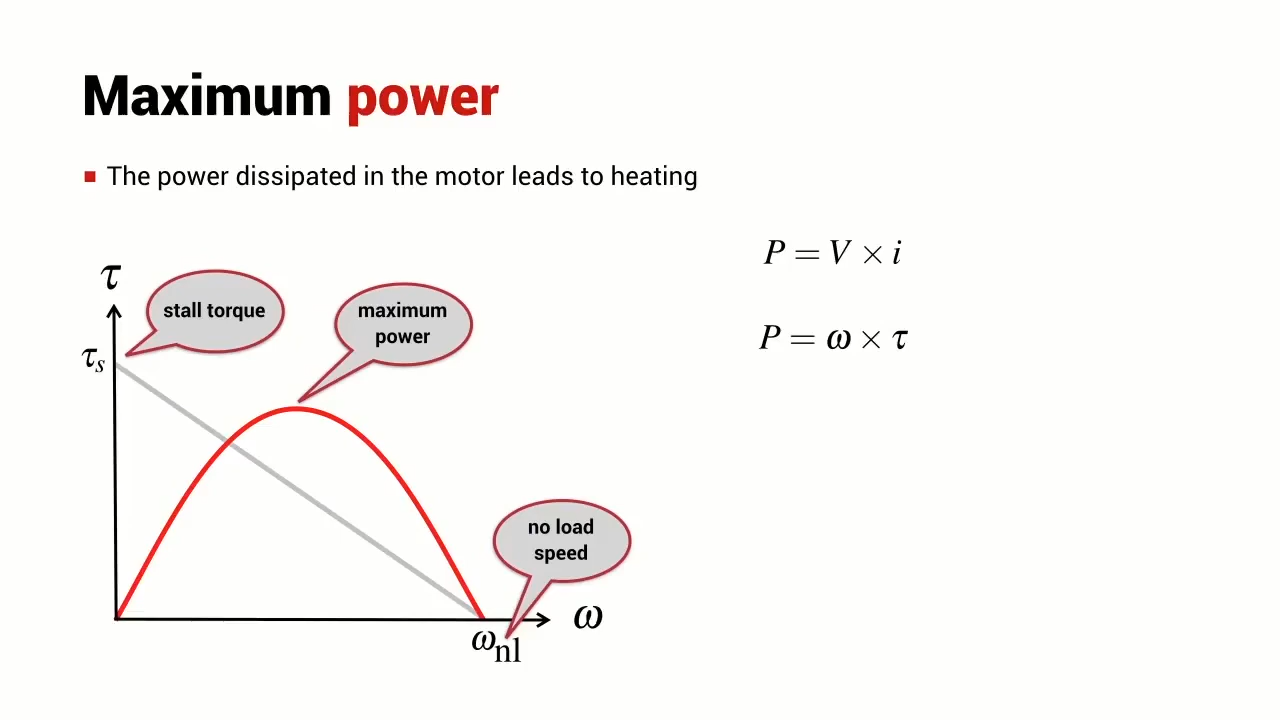 Maximum power
The power dissipated in the motor leads to heating
P = V × i
P = ω × τ
τ
stall torque
maximum
power
τs
no load
speed
ω
ωnl